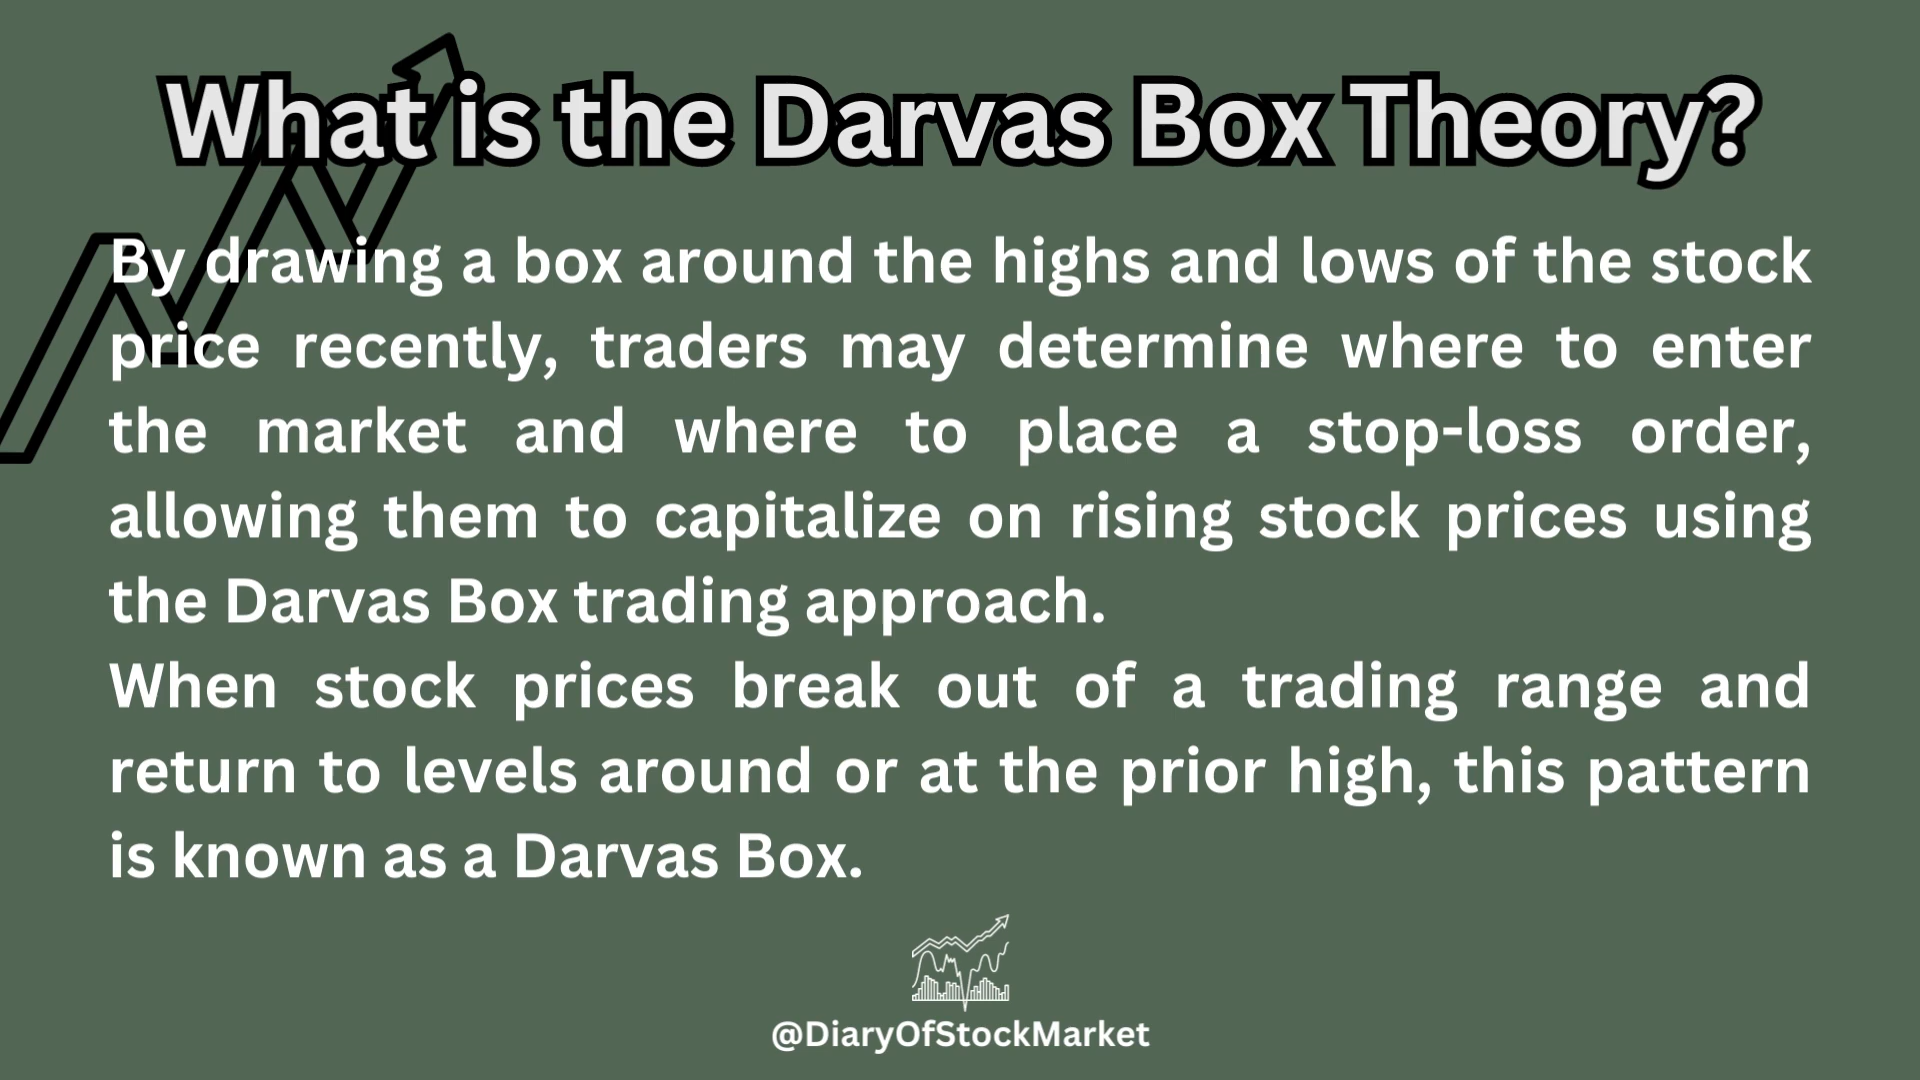 What is the Darvas Box Theory?
By drawing a box around the highs and lows of the stock
price recently, traders may determine where to enter
the market and where to place a stop-loss order,
allowing them to capitalize on rising stock prices using
the Darvas Box trading approach.
When stock prices break out of a trading range and
return to levels around or at the prior high, this pattern
is known as a Darvas Box.
@DiaryOfStockMarket